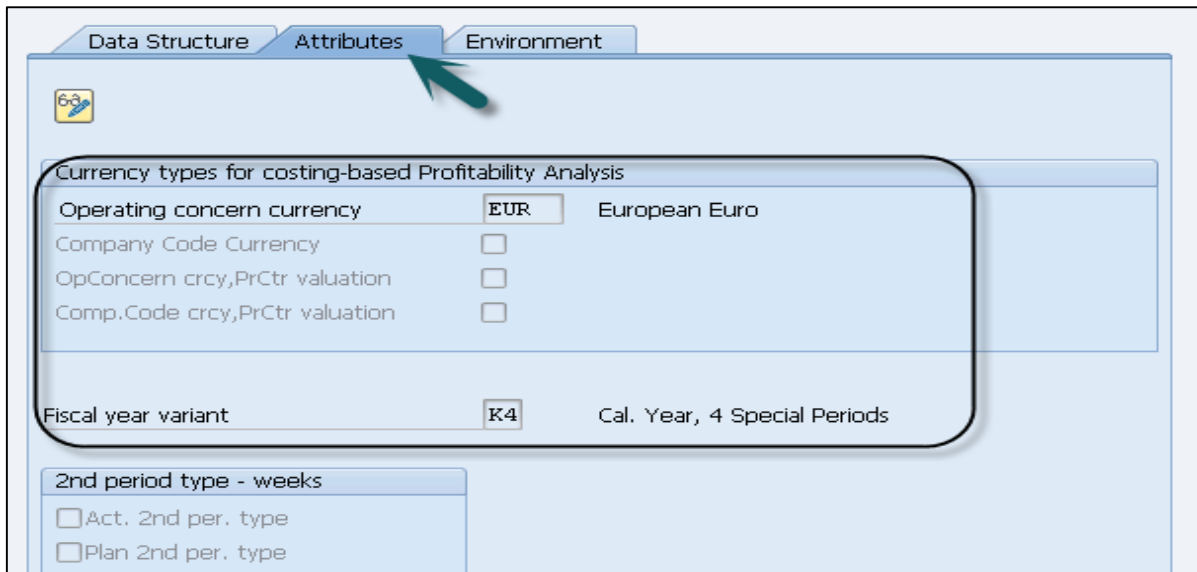 Data Structure Attributes Environment
Currency types for costing-based Profitability Analysis
Operating concern currency EUR European Euro
Company Code Currency
OpConcern crcy,PrCtr valuation
Comp.Code crcy,PrCtr valuation
Fiscal year variant K4 Cal. Year, 4 Special Periods
2nd period type - weeks
Act. 2nd per. type
Plan 2nd per. type